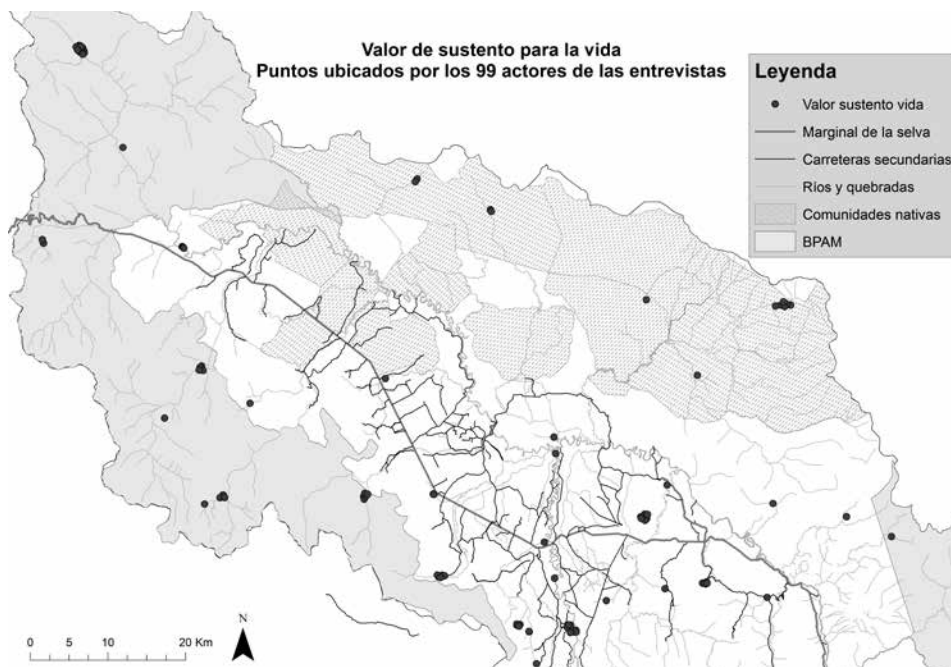 Valor de sustento para la vida
Puntos ubicados por los 99 actores de las entrevistas
Leyenda
Valor sustento vida
Marginal de la selva
Carreteras secundarias
Ríos y quebradas
Comunidades nativas
BPAM
N
0 5 10 20 Km